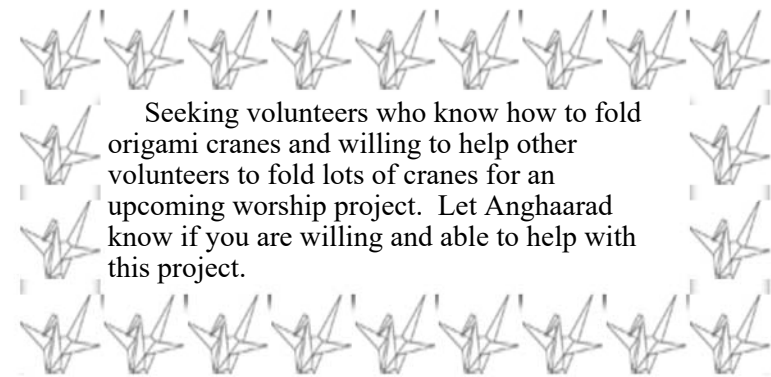 Seeking volunteers who know how to fold
origami cranes and willing to help other
volunteers to fold lots of cranes for an
upcoming worship project.  Let Anghaarad
know if you are willing and able to help with
this project.